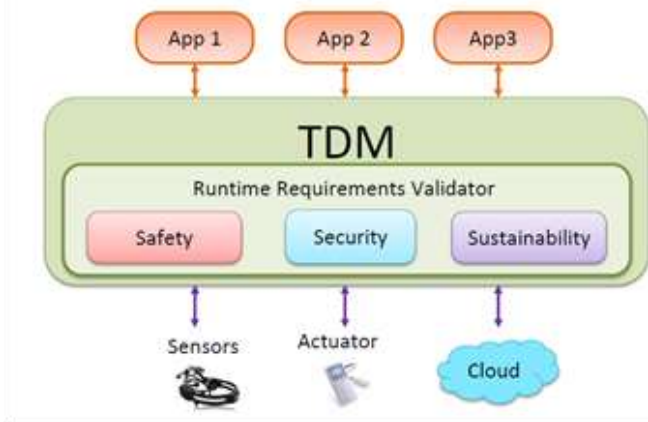 App 1
App 2
App3
TDM
Runtime Requirements Validator
Safety
Security
Sustainability
Sensors
Actuator
Cloud